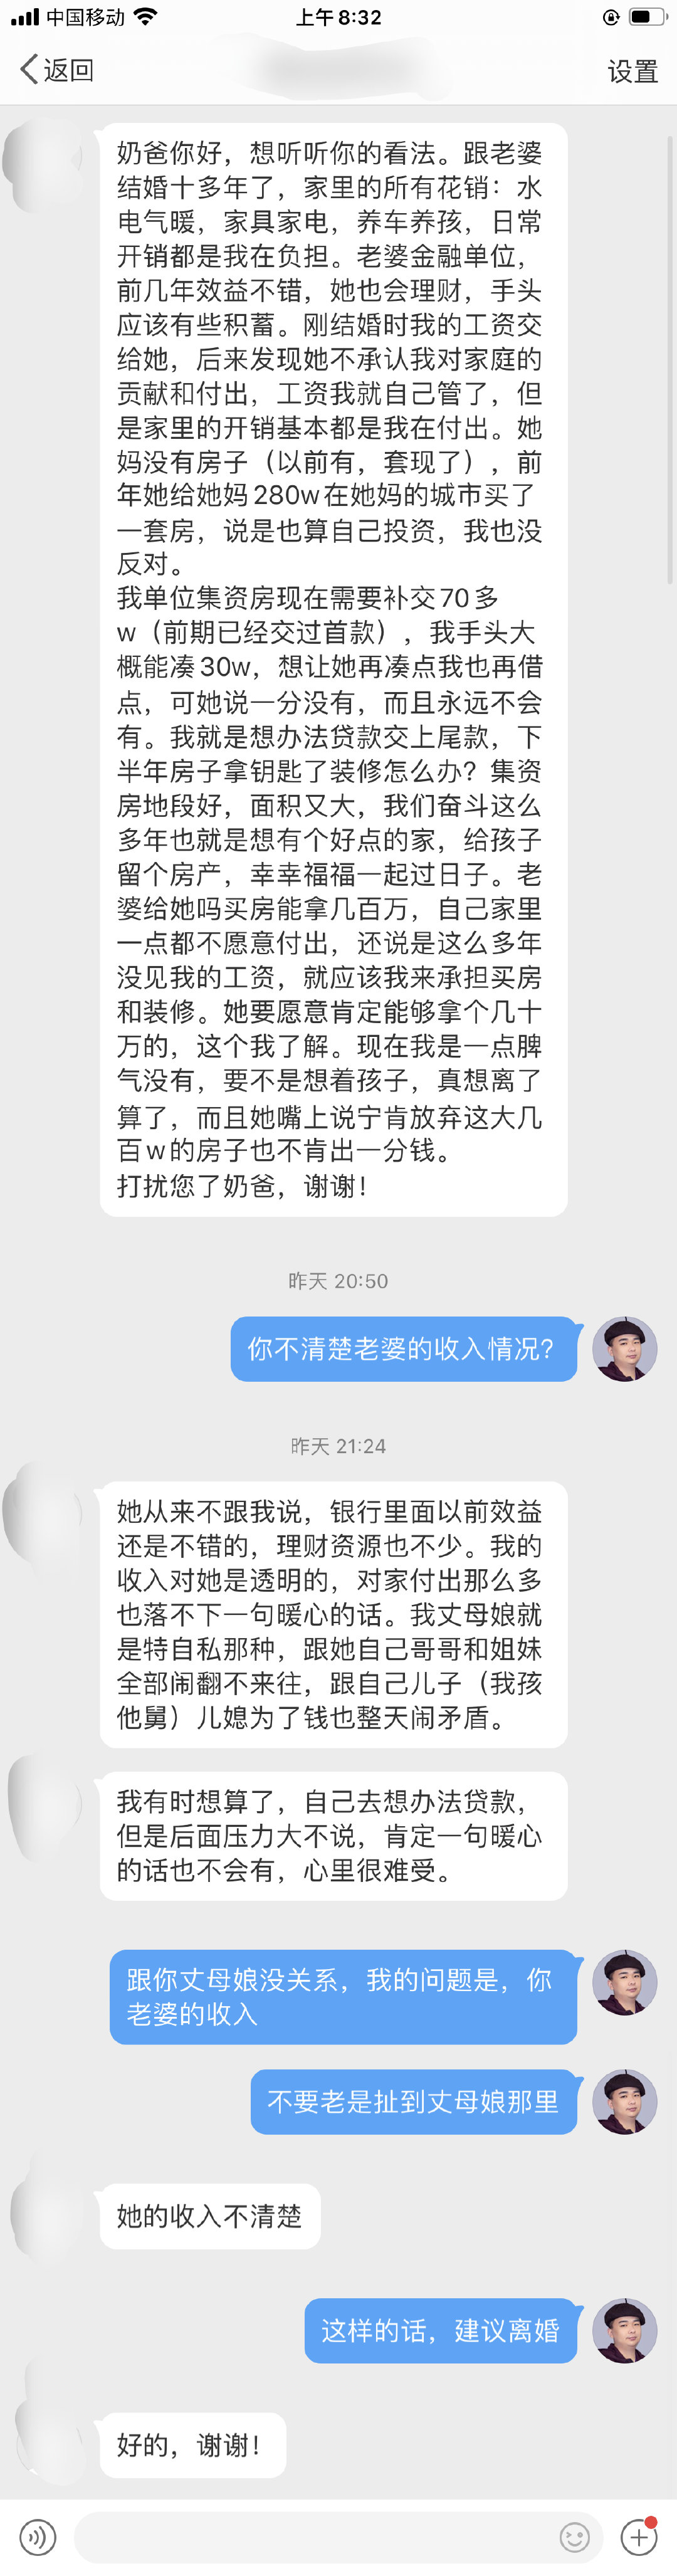 中国移动
上午8:32
返回
设置
奶爸你好，想听听你的看法。跟老婆
结婚十多年了，家里的所有花销：水
电气暖，家具家电，养车养孩，日常
开销都是我在负担。老婆金融单位，
前几年效益不错，她也会理财，手头
应该有些积蓄。刚结婚时我的工资交
给她，后来发现她不承认我对家庭的
贡献和付出，工资我就自己管了，但
是家里的开销基本都是我在付出。她
妈没有房子（以前有，套现了），前
年她给她妈280w在她妈的城市买了
一套房，说是也算自己投资，我也没
反对。
我单位集资房现在需要补交70多
w（前期已经交过首款），我手头大
概能凑30w，想让她再凑点我也再借
点，可她说一分没有，而且永远不会
有。我就是想办法贷款交上尾款，下
半年房子拿钥匙了装修怎么办？集资
房地段好，面积又大，我们奋斗这么
多年也就是想有个好点的家，给孩子
留个房产，幸幸福福一起过日子。老
婆给她吗买房能拿几百万，自己家里
一点都不愿意付出，还说是这么多年
没见我的工资，就应该我来承担买房
和装修。她要愿意肯定能够拿个几十
万的，这个我了解。现在我是一点脾
气没有，要不是想着孩子，真想离了
算了，而且她嘴上说宁肯放弃这大几
百w的房子也不肯出一分钱。
打扰您了奶爸，谢谢！
昨天 20:50
你不清楚老婆的收入情况？
昨天 21:24
她从来不跟我说，银行里面以前效益
还是不错的，理财资源也不少。我的
收入对她是透明的，对家付出那么多
也落不下一句暖心的话。我丈母娘就
是特自私那种，跟她自己哥哥和姐妹
全部闹翻不来往，跟自己儿子（我孩
他舅）儿媳为了钱也整天闹矛盾。
我有时想算了，自己去想办法贷款，
但是后面压力大不说，肯定一句暖心
的话也不会有，心里很难受。
跟你丈母娘没关系，我的问题是，你
老婆的收入
不要老是扯到丈母娘那里
她的收入不清楚
这样的话，建议离婚
好的，谢谢！